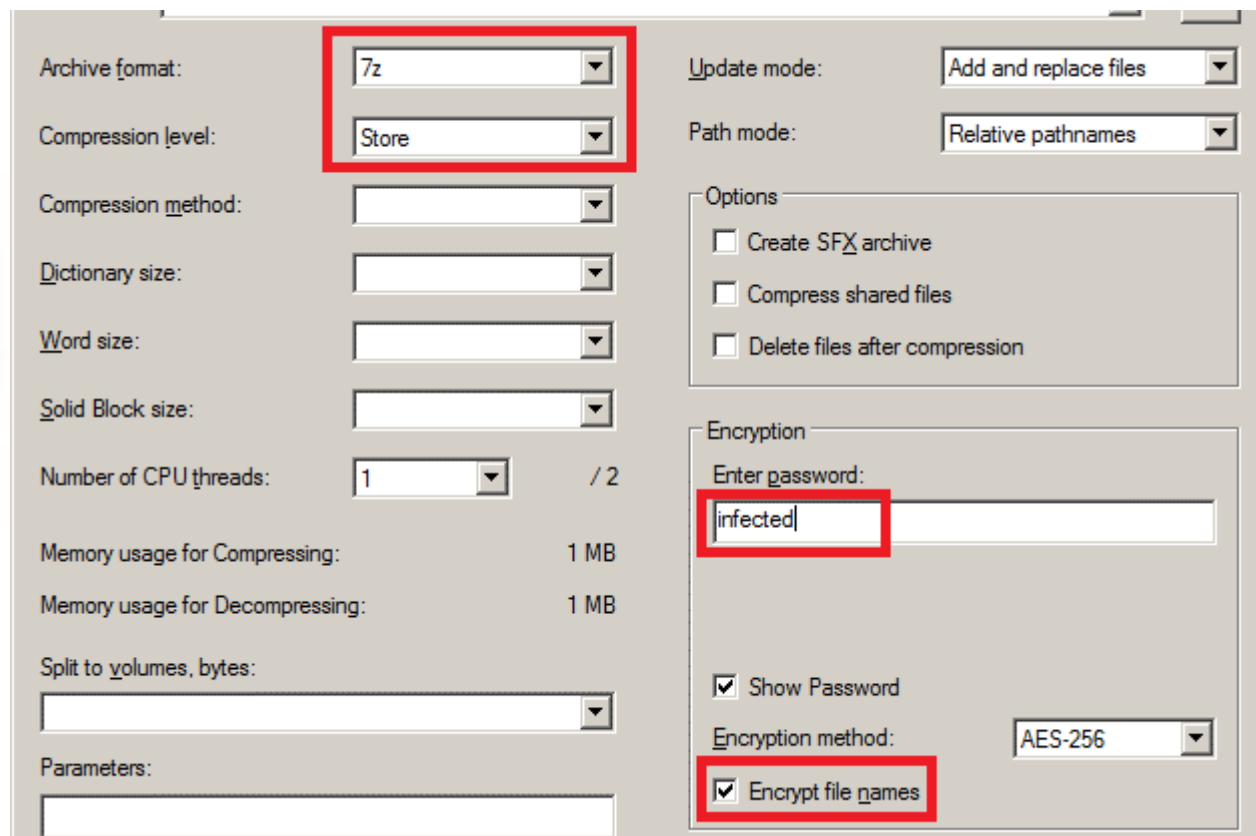 Archive format: 7z
Compression level: Store
Compression method:
Dictionary size:
Word size:
Solid Block size:
Number of CPU threads: 1 / 2
Memory usage for Compressing: 1 MB
Memory usage for Decompressing: 1 MB
Split to volumes, bytes:
Parameters:
Update mode: Add and replace files
Path mode: Relative pathnames
Options
Create SFX archive
Compress shared files
Delete files after compression
Encryption
Enter password:
infected
Show Password
Encryption method: AES-256
Encrypt file names